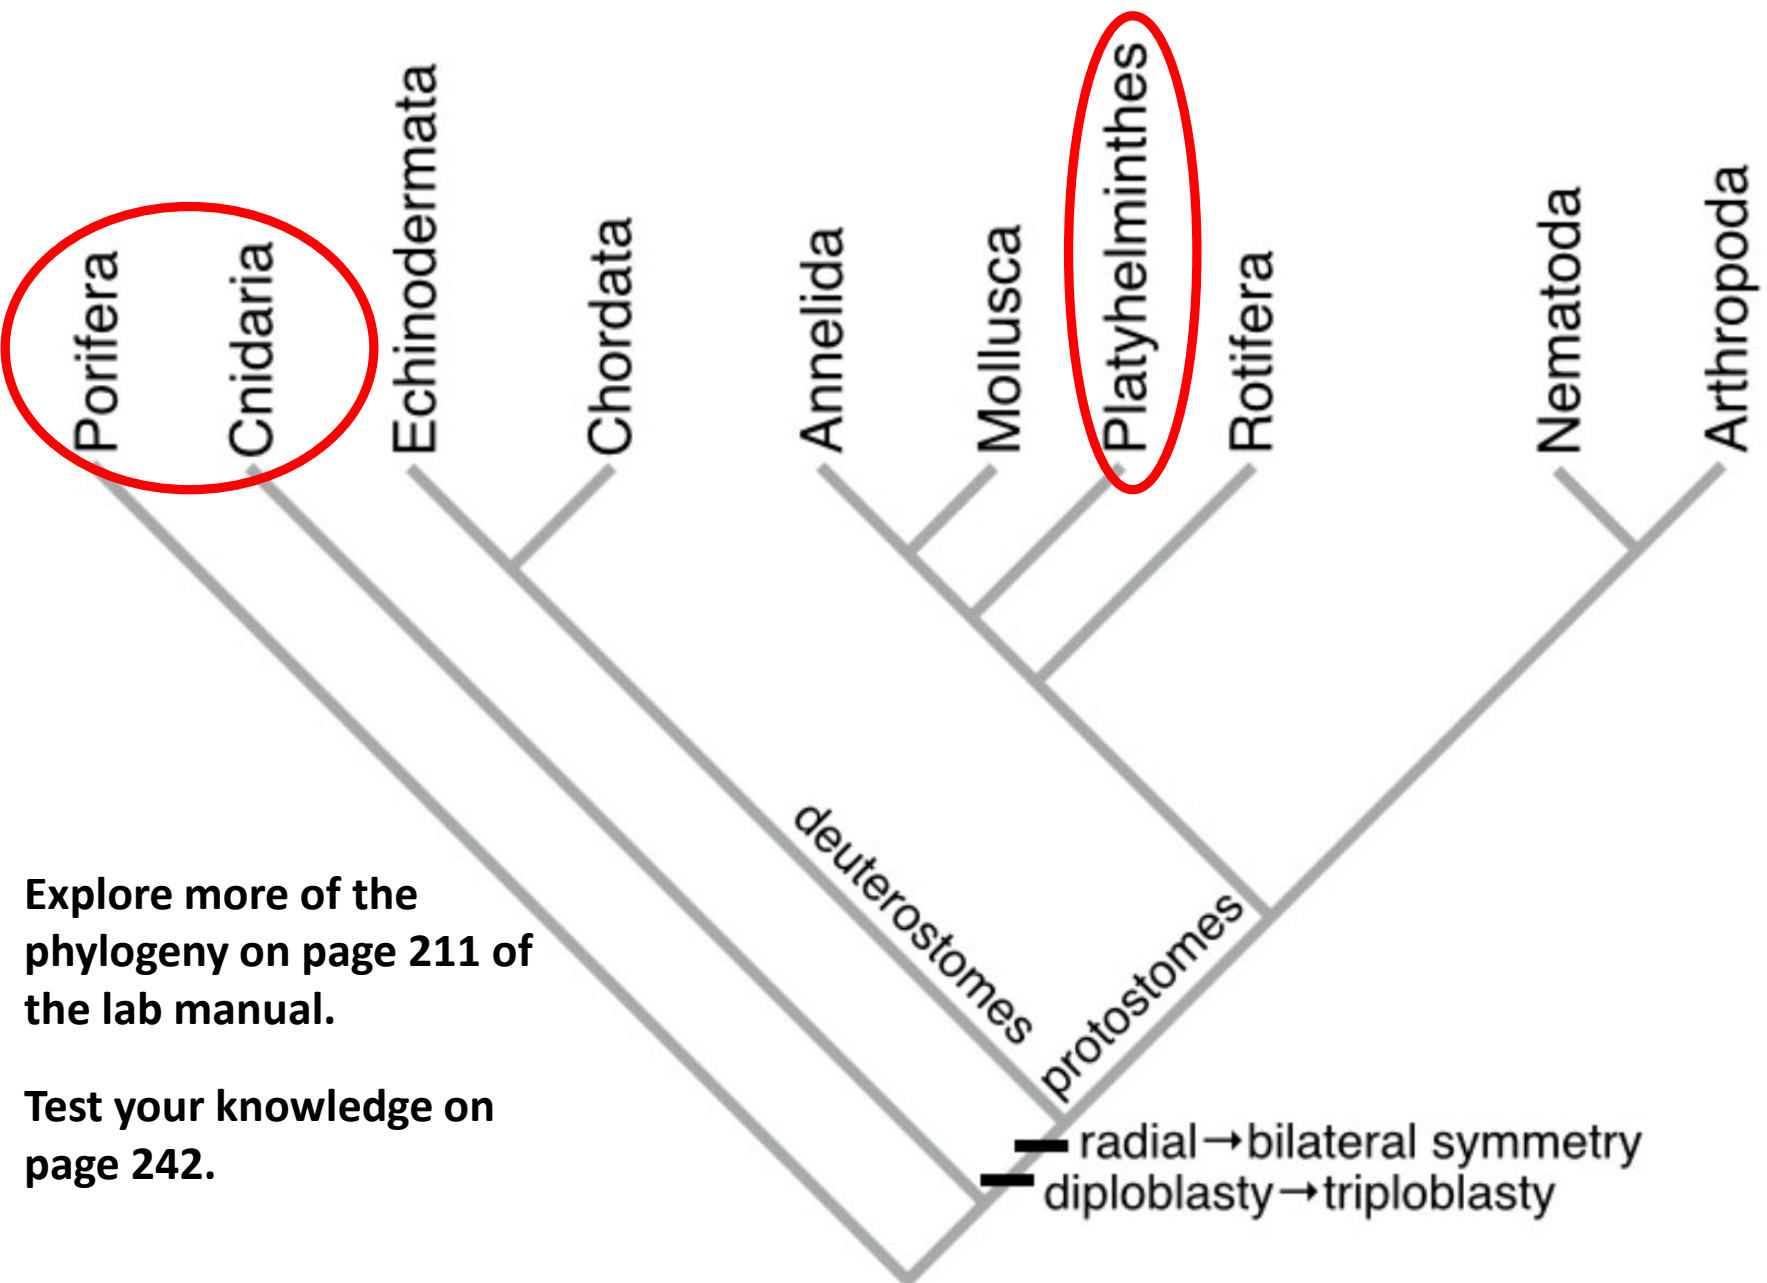 Porifera
Cnidaria
Echinodermata
Chordata
Annelida
Mollusca
Platyhelminthes
Rotifera
Nematoda
Arthropoda
deuterostomes
protostomes
radial→bilateral symmetry
diploblasty→triploblasty
Explore more of the
phylogeny on page 211 of
the lab manual.
Test your knowledge on
page 242.